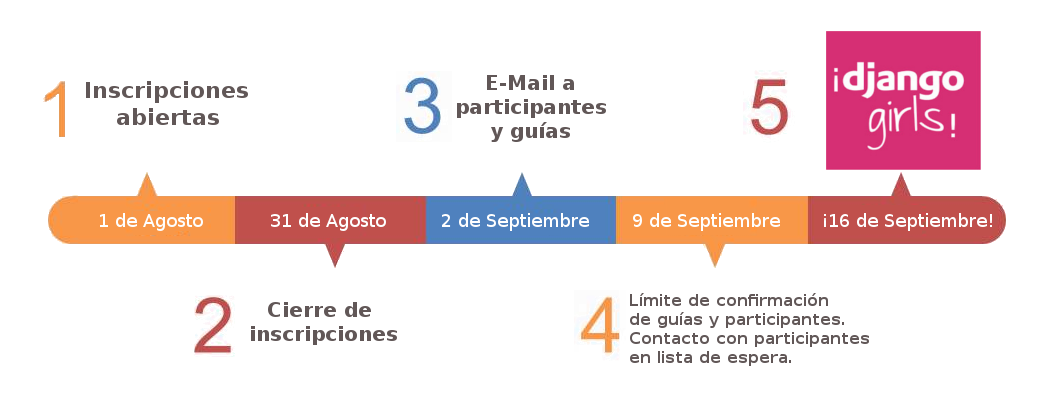 1
Inscripciones
abiertas
3
E-Mail a
participantes
y guías
5
¡django
girls!
1 de Agosto
31 de Agosto
2 de Septiembre
9 de Septiembre
¡16 de Septiembre!
2
Cierre de
inscripciones
4
Límite de confirmación
de guías y participantes.
Contacto con participantes
en lista de espera.